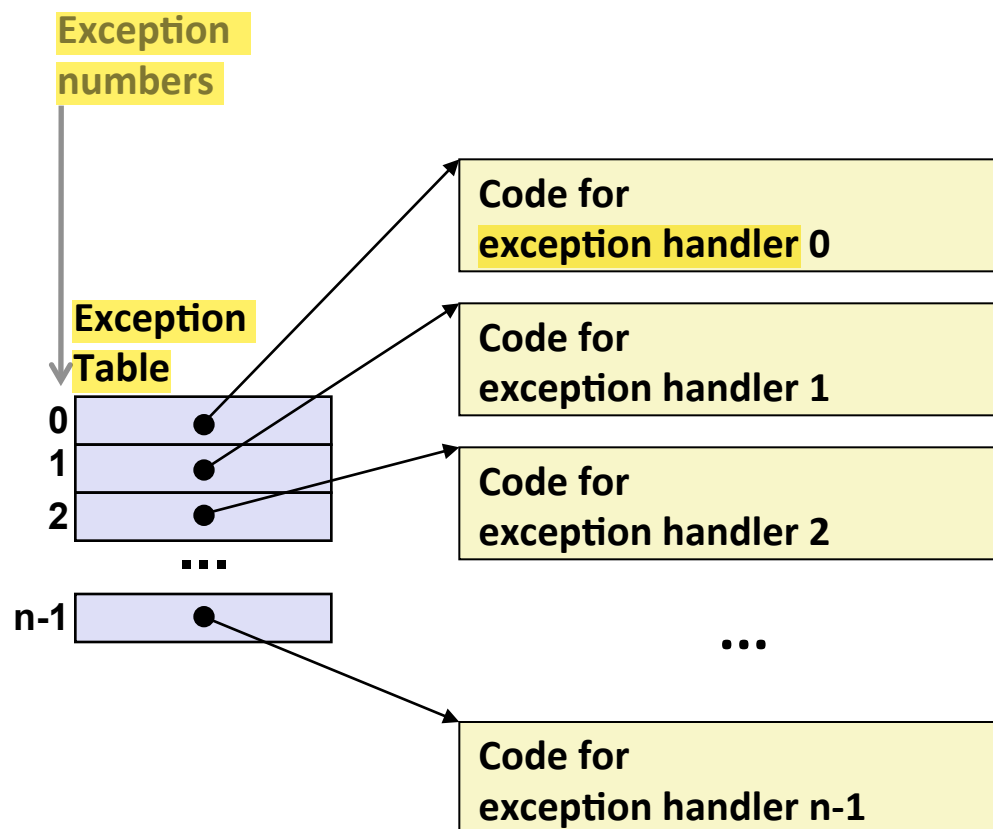 Exception
numbers
Code for
exception handler 0
Exception
Table
Code for
exception handler 1
0
1
2
Code for
exception handler 2
...
n-1
...
Code for
exception handler n-1